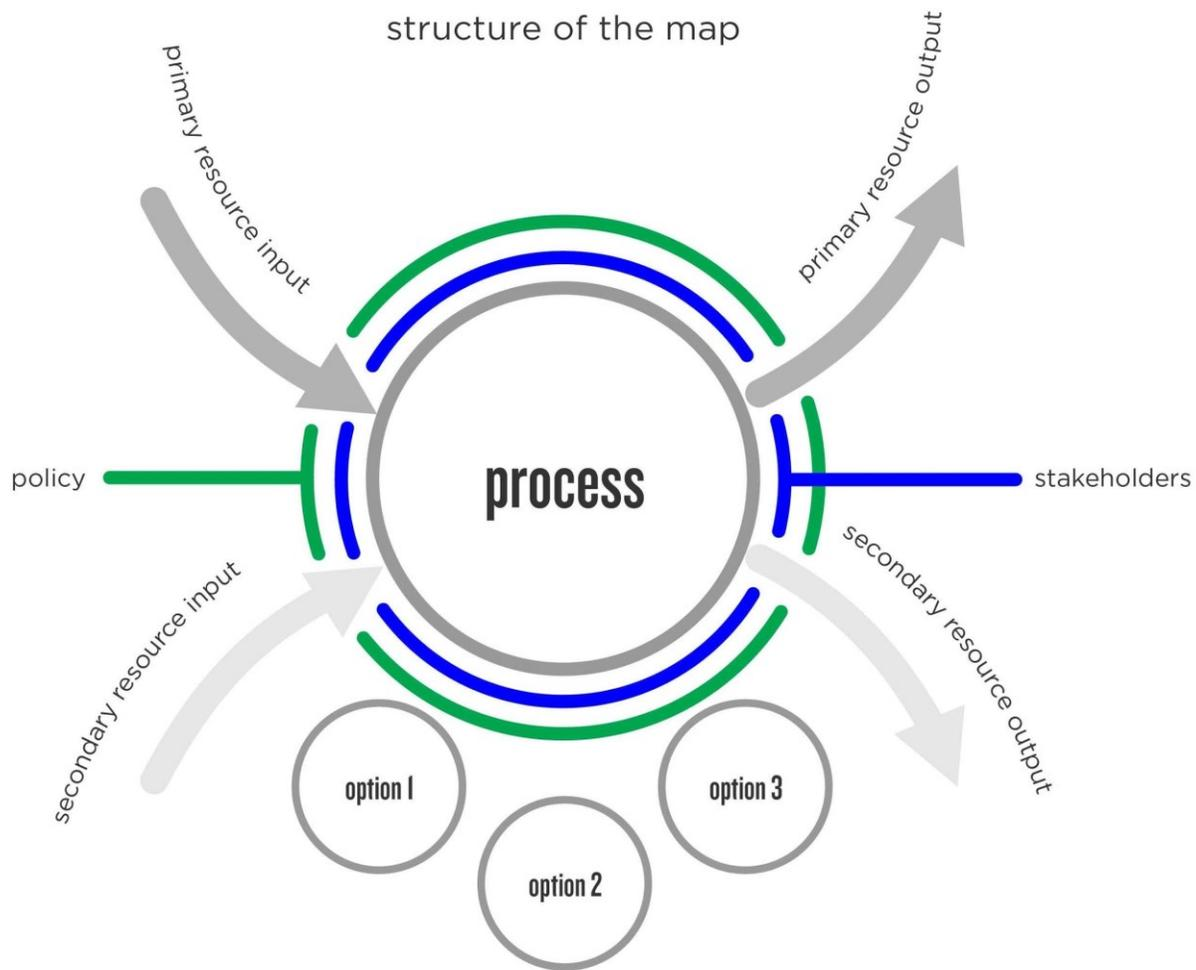 structure of the map
primary resource input
primary resource output
policy
process
stakeholders
secondary resource input
secondary resource output
option 1
option 2
option 3